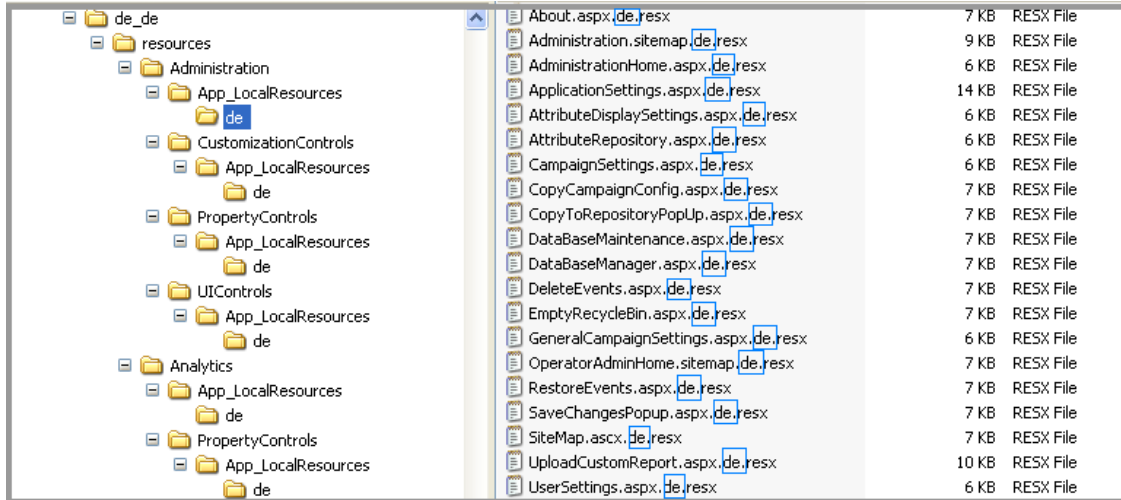 de_de
resources
Administration
App_LocalResources
de
CustomizationControls
App_LocalResources
de
PropertyControls
App_LocalResources
de
UIControls
App_LocalResources
de
Analytics
App_LocalResources
de
PropertyControls
App_LocalResources
de
About.aspx.de.resx 7 KB RESX File
Administration.sitemap.de.resx 9 KB RESX File
AdministrationHome.aspx.de.resx 6 KB RESX File
ApplicationSettings.aspx.de.resx 14 KB RESX File
AttributeDisplaySettings.aspx.de.resx 6 KB RESX File
AttributeRepository.aspx.de.resx 6 KB RESX File
CampaignSettings.aspx.de.resx 6 KB RESX File
CopyCampaignConfig.aspx.de.resx 7 KB RESX File
CopyToRepositoryPopUp.aspx.de.resx 7 KB RESX File
DataBaseMaintenance.aspx.de.resx 7 KB RESX File
DataBaseManager.aspx.de.resx 7 KB RESX File
DeleteEvents.aspx.de.resx 7 KB RESX File
EmptyRecycleBin.aspx.de.resx 7 KB RESX File
GeneralCampaignSettings.aspx.de.resx 6 KB RESX File
OperatorAdminHome.sitemap.de.resx 7 KB RESX File
RestoreEvents.aspx.de.resx 7 KB RESX File
SaveChangesPopup.aspx.de.resx 7 KB RESX File
SiteMap.ascx.de.resx 7 KB RESX File
UploadCustomReport.aspx.de.resx 10 KB RESX File
UserSettings.aspx.de.resx 6 KB RESX File